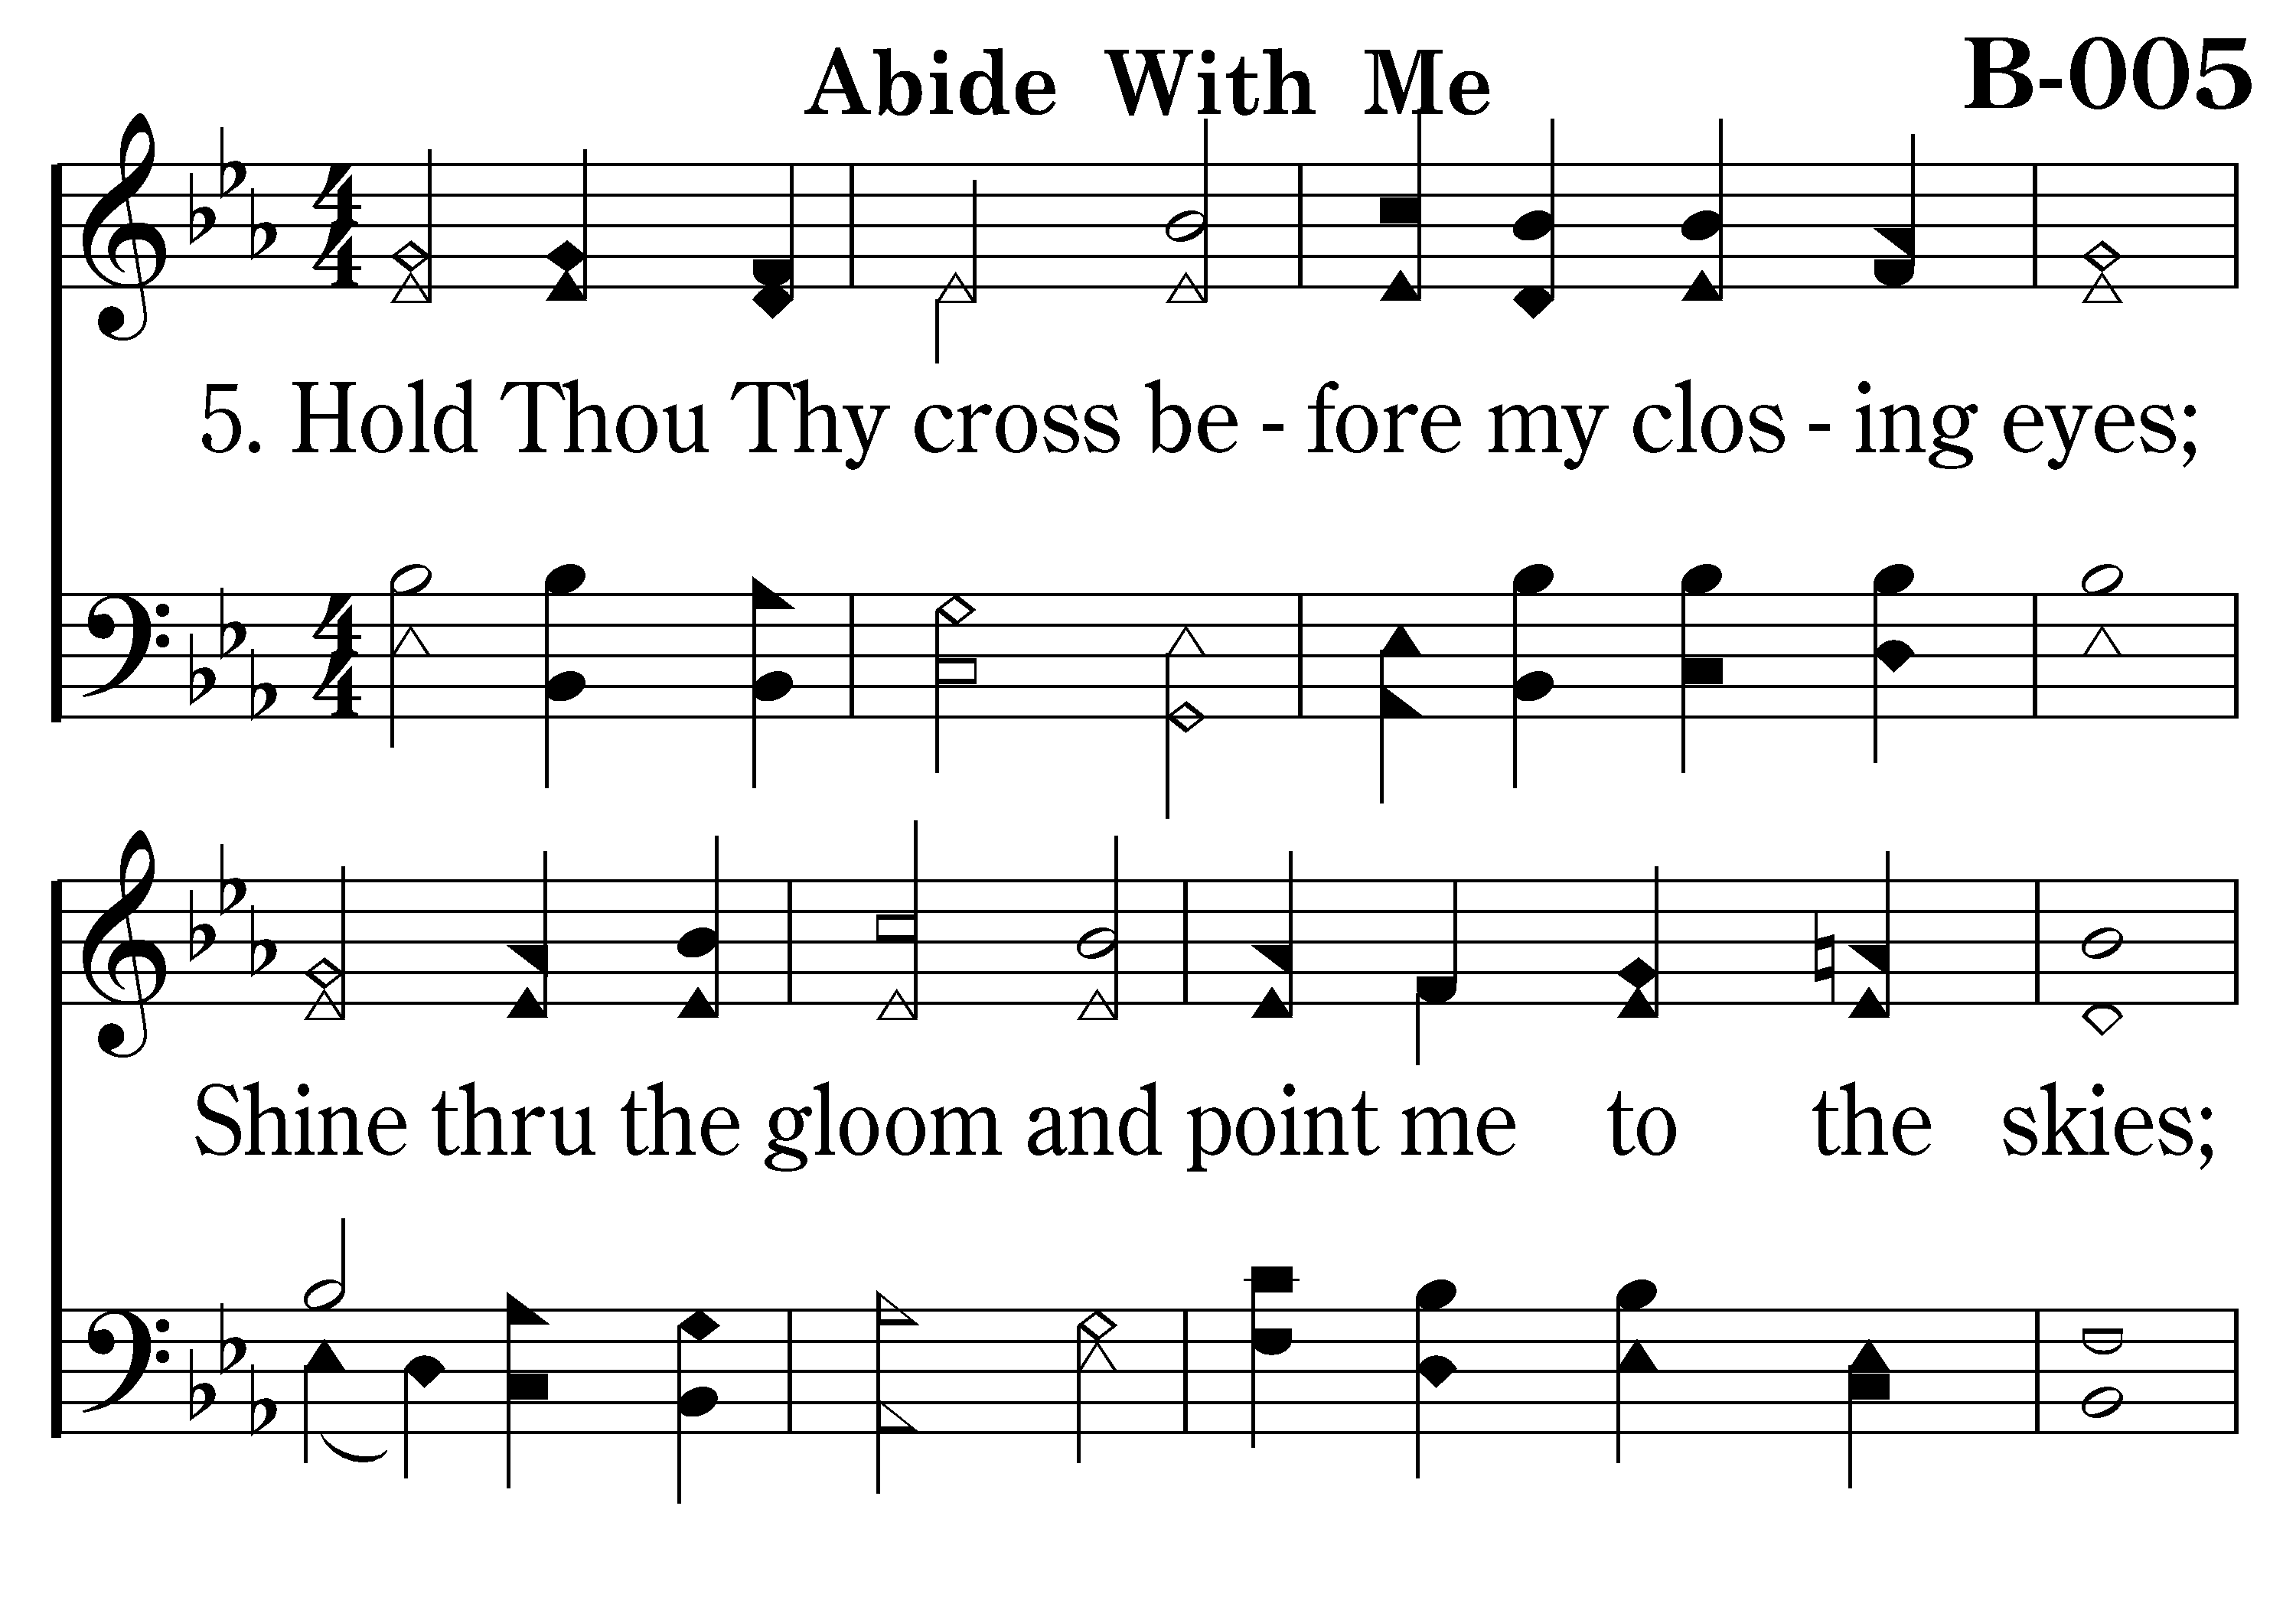 Abide With Me B-005
5. Hold Thou Thy cross be - fore my clos - ing eyes;
Shine thru the gloom and point me to the skies;